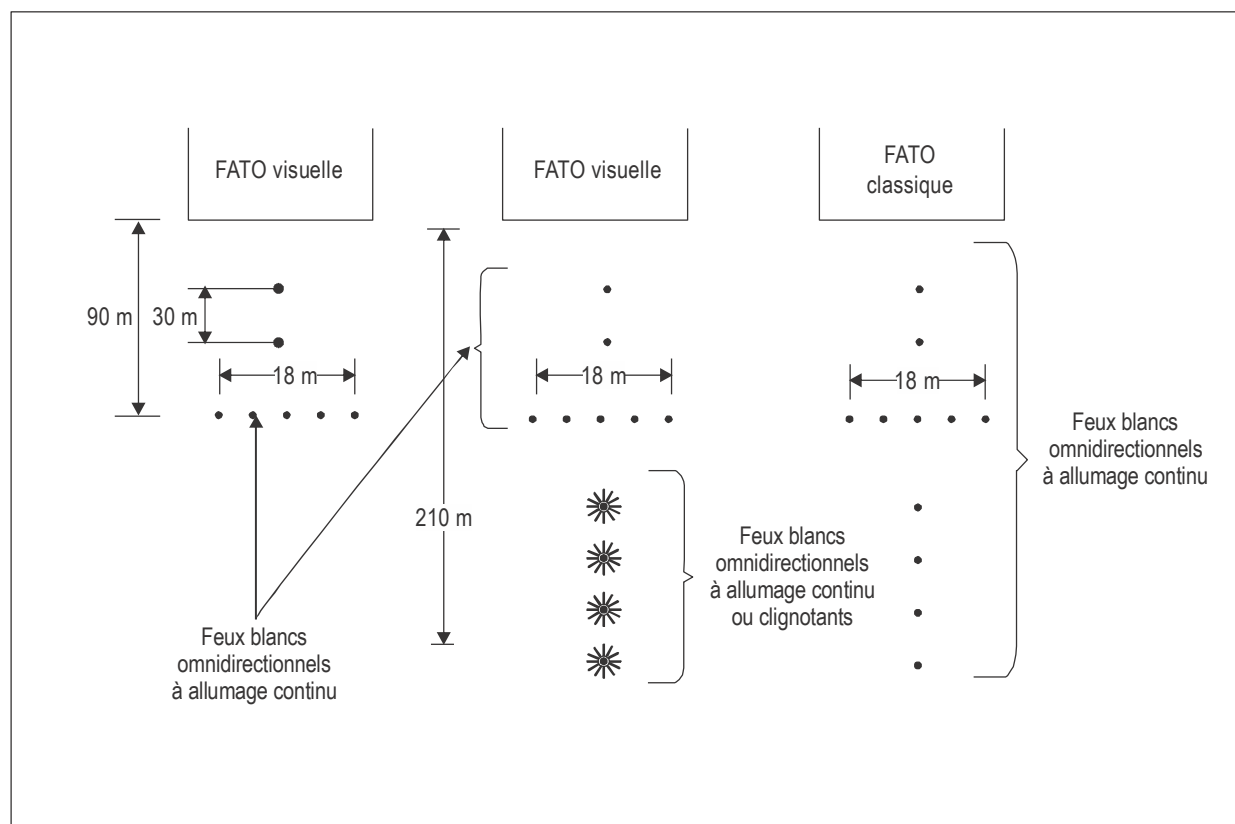 FATO visuelle
FATO visuelle
FATO
classique
90 m
30 m
18 m
18 m
18 m
210 m
Feux blancs
omnidirectionnels
à allumage continu
Feux blancs
omnidirectionnels
à allumage continu
ou clignotants
Feux blancs
omnidirectionnels
à allumage continu